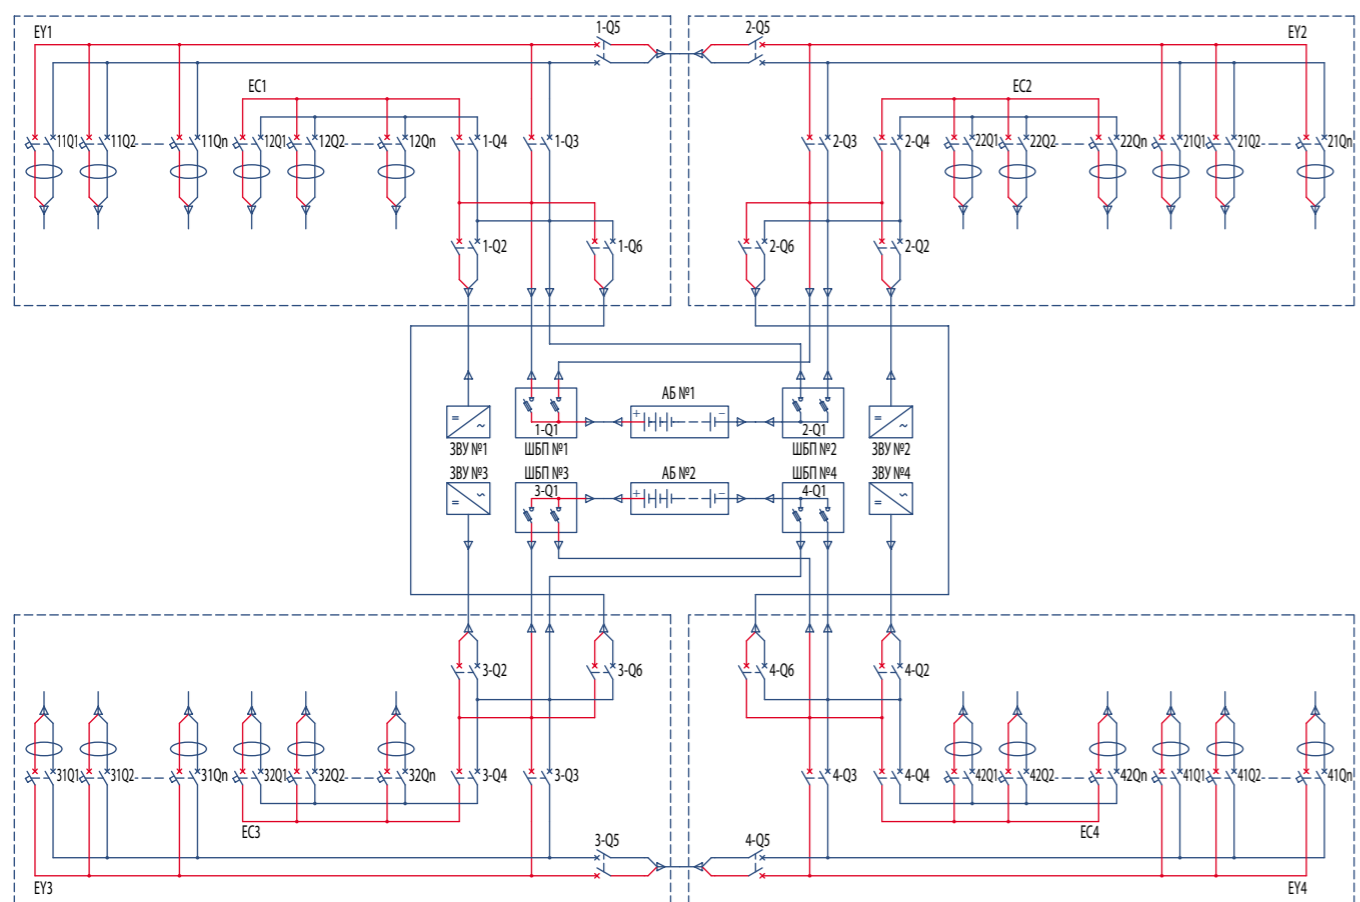 EY1 1-Q5 2-Q5 EY2
EC1 EC2
11Q1 11Q2 11Qn 12Q1 12Q2 12Qn 1-Q4 1-Q3 2-Q3 2-Q4 22Q1 22Q2 22Qn 21Q1 21Q2 21Qn
1-Q2 1-Q6 2-Q6 2-Q2
АБ №1
+ −
= ~ = ~
1-Q1 2-Q1
ЗВУ №1 ШБП №1 ШБП №2 ЗВУ №2
ЗВУ №3 ШБП №3 АБ №2 ШБП №4 ЗВУ №4
3-Q1 4-Q1
+ −
= ~ = ~
3-Q2 3-Q6 4-Q6 4-Q2
31Q1 31Q2 31Qn 32Q1 32Q2 32Qn 3-Q4 3-Q3 4-Q3 4-Q4 42Q1 42Q2 42Qn 41Q1 41Q2 41Qn
EC3 EC4
3-Q5 4-Q5
EY3 EY4